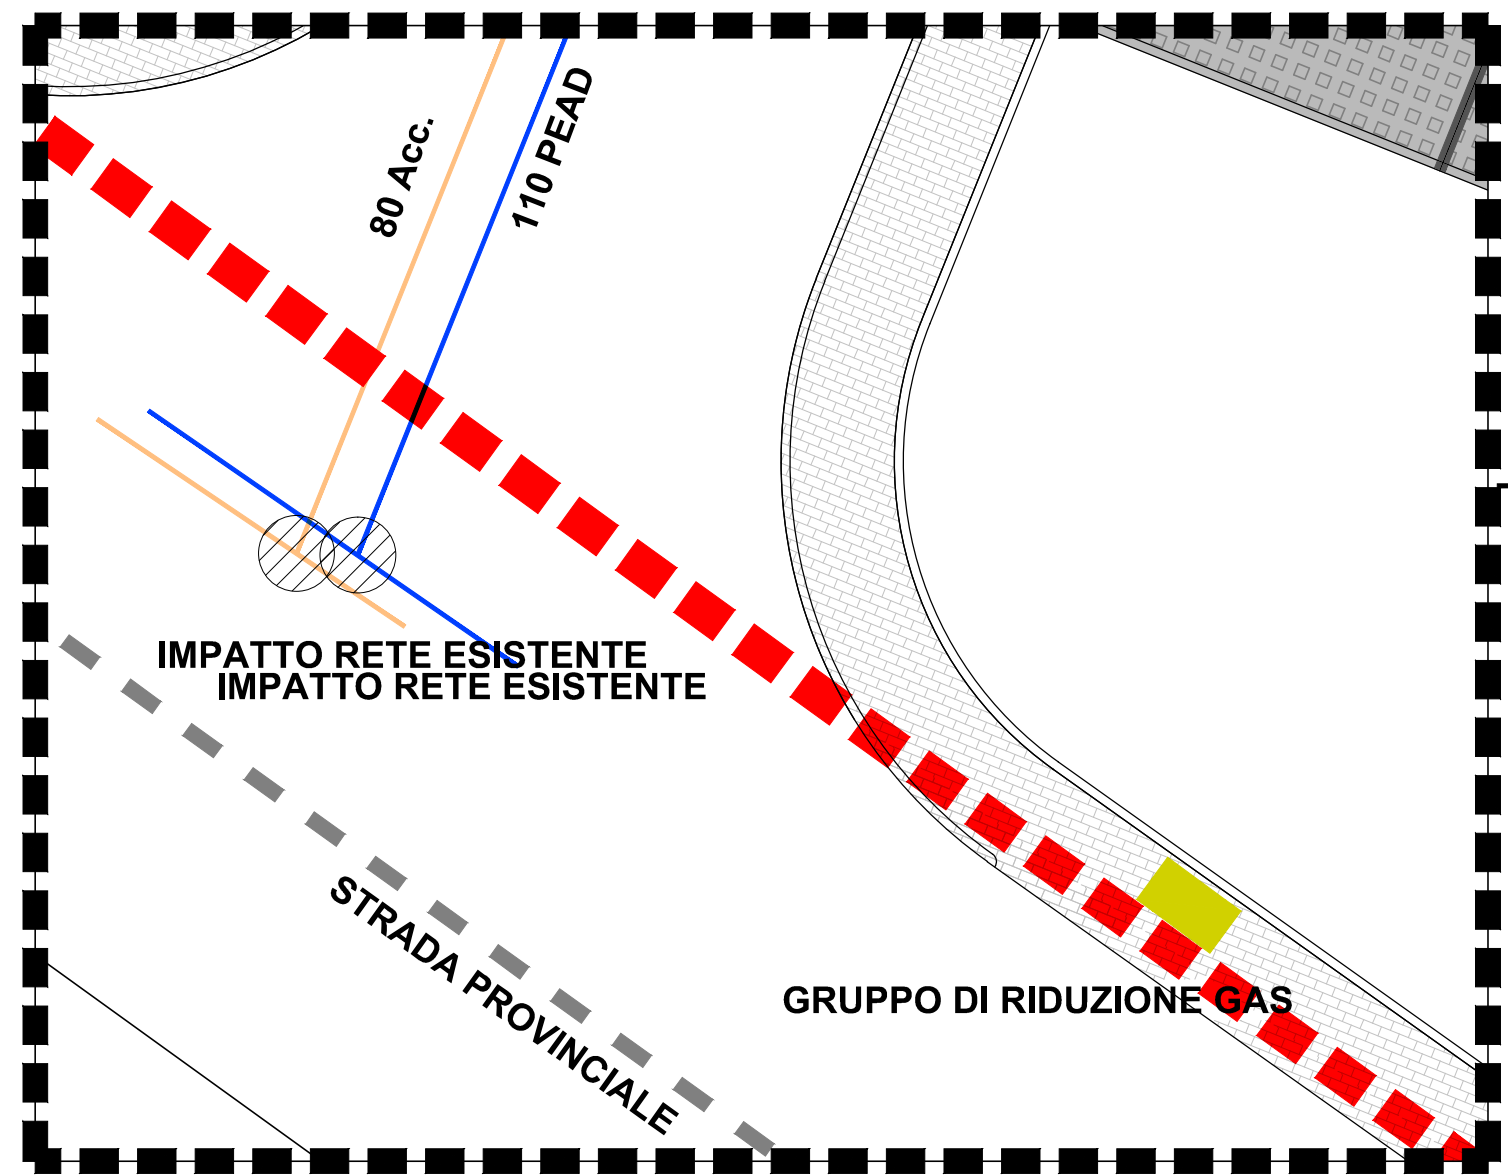 80 Acc.
110 PEAD
IMPATTO RETE ESISTENTE
IMPATTO RETE ESISTENTE
STRADA PROVINCIALE
GRUPPO DI RIDUZIONE GAS